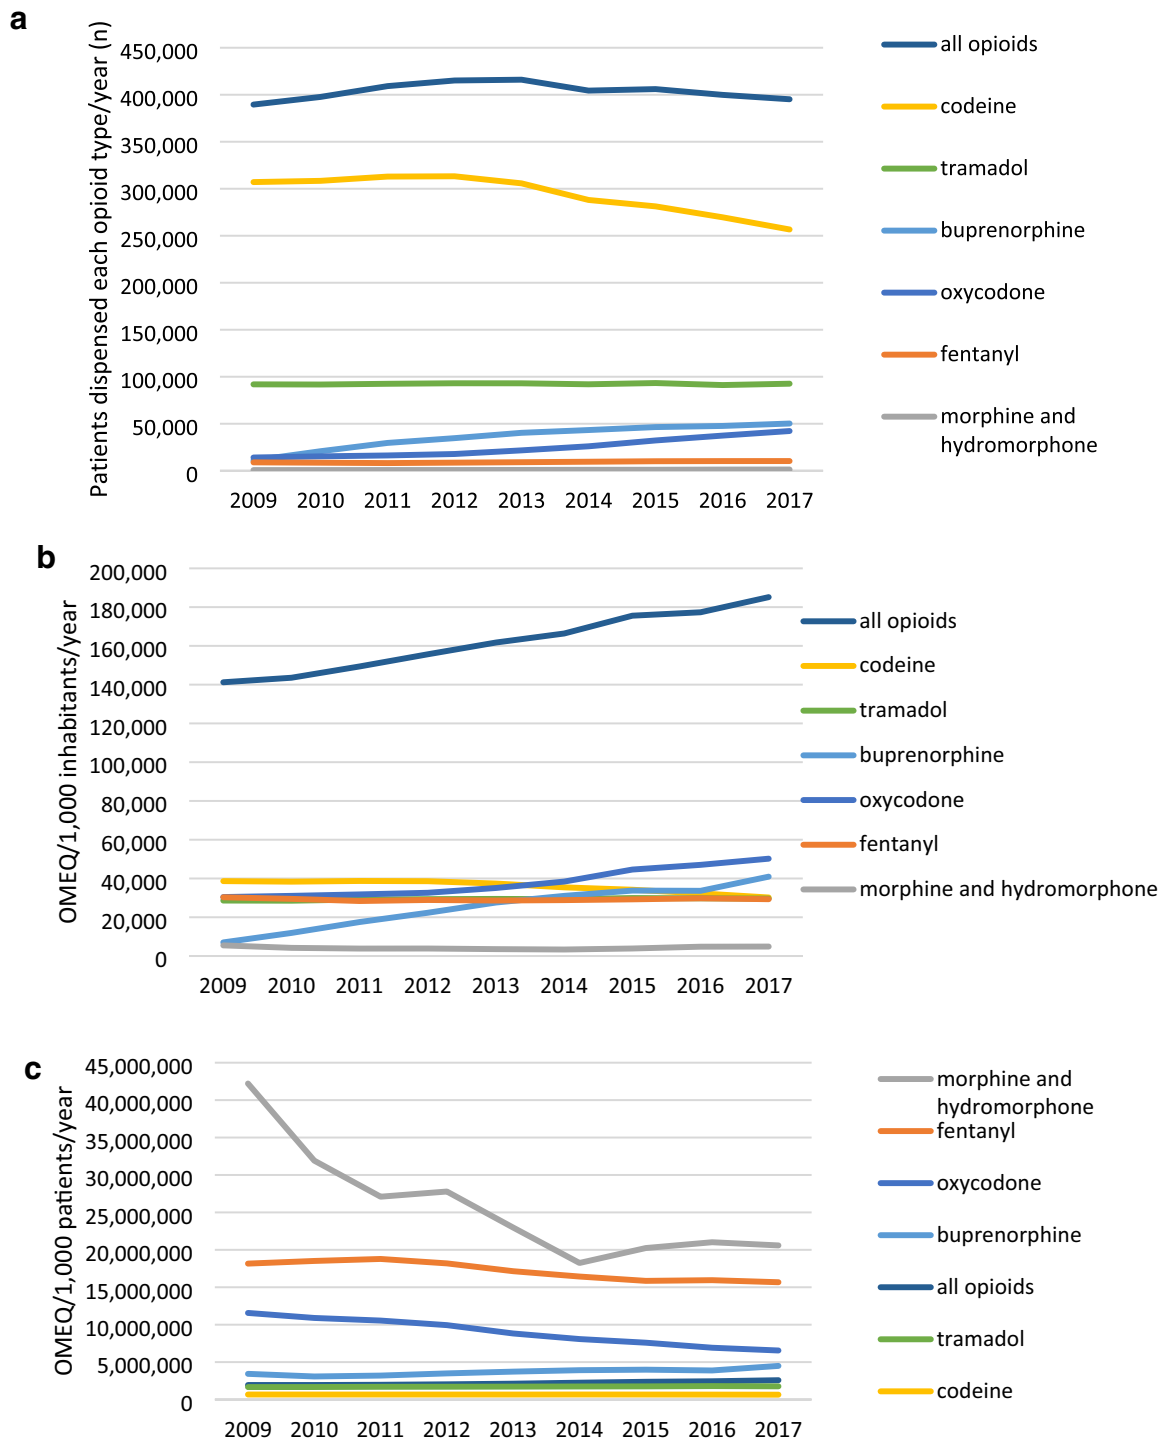 a
Patients dispensed each opioid type/year (n)
450,000
400,000
350,000
300,000
250,000
200,000
150,000
100,000
50,000
0
2009 2010 2011 2012 2013 2014 2015 2016 2017
all opioids
codeine
tramadol
buprenorphine
oxycodone
fentanyl
morphine and
hydromorphone
b
OMEQ/1,000 inhabitants/year
200,000
180,000
160,000
140,000
120,000
100,000
80,000
60,000
40,000
20,000
0
2009 2010 2011 2012 2013 2014 2015 2016 2017
all opioids
codeine
tramadol
buprenorphine
oxycodone
fentanyl
morphine and hydromorphone
c
OMEQ/1,000 patients/year
45,000,000
40,000,000
35,000,000
30,000,000
25,000,000
20,000,000
15,000,000
10,000,000
5,000,000
0
2009 2010 2011 2012 2013 2014 2015 2016 2017
morphine and
hydromorphone
fentanyl
oxycodone
buprenorphine
all opioids
tramadol
codeine